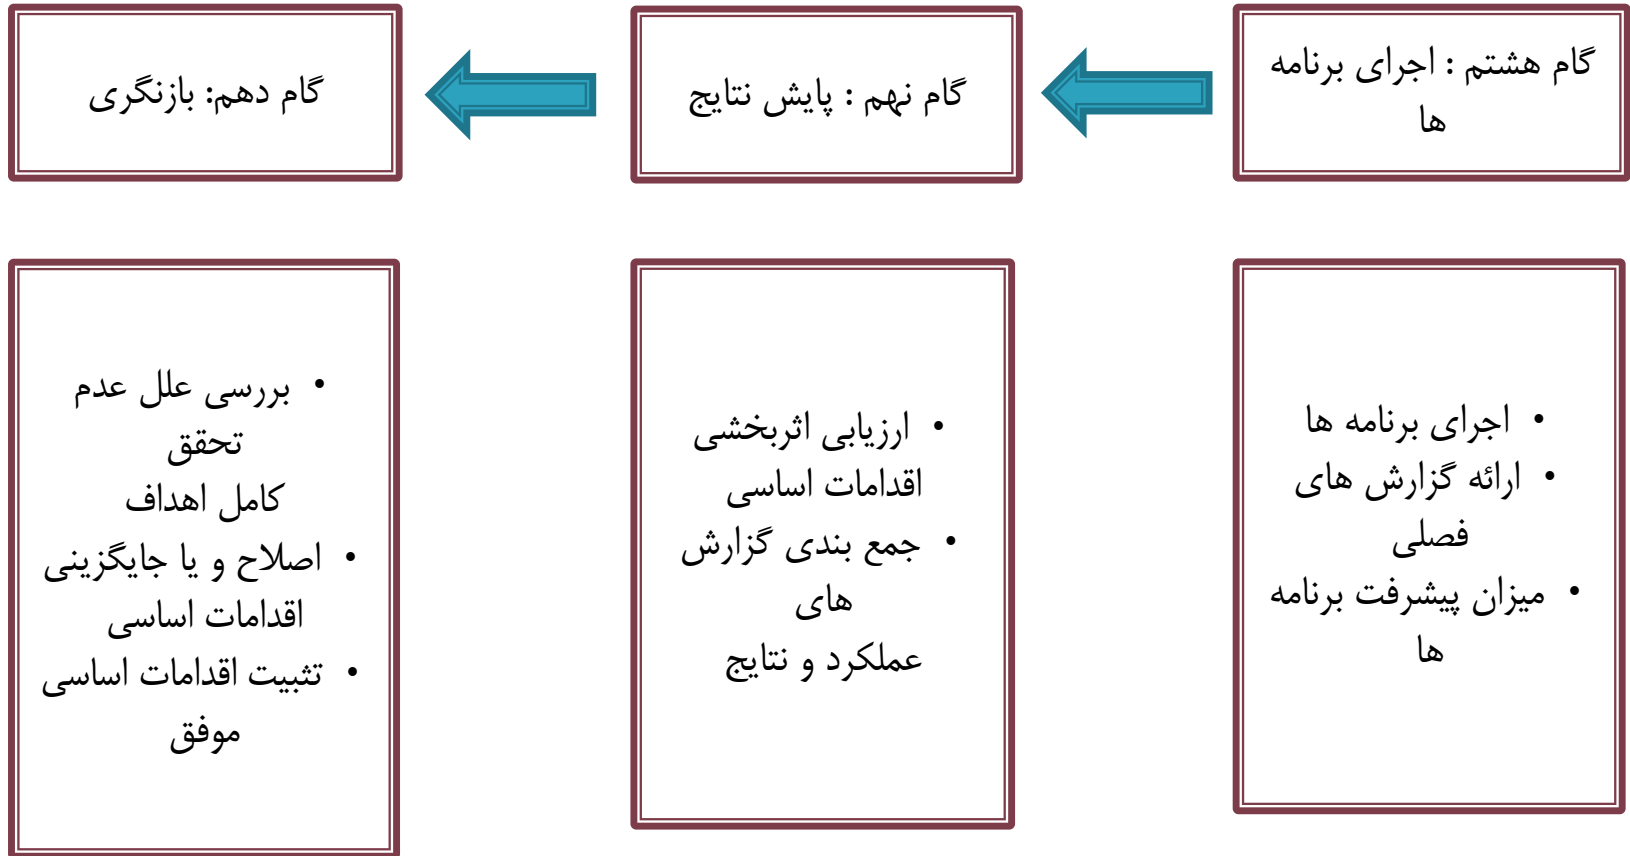 گام هشتم : اجرای برنامه
ها
گام نهم : پایش نتایج
گام دهم: بازنگری
• اجرای برنامه ها
• ارائه گزارش های
فصلی
• میزان پیشرفت برنامه
ها
• ارزیابی اثربخشی
اقدامات اساسی
• جمع بندی گزارش
های
عملکرد و نتایج
• بررسی علل عدم
تحقق
کامل اهداف
• اصلاح و یا جایگزینی
اقدامات اساسی
• تثبیت اقدامات اساسی
موفق